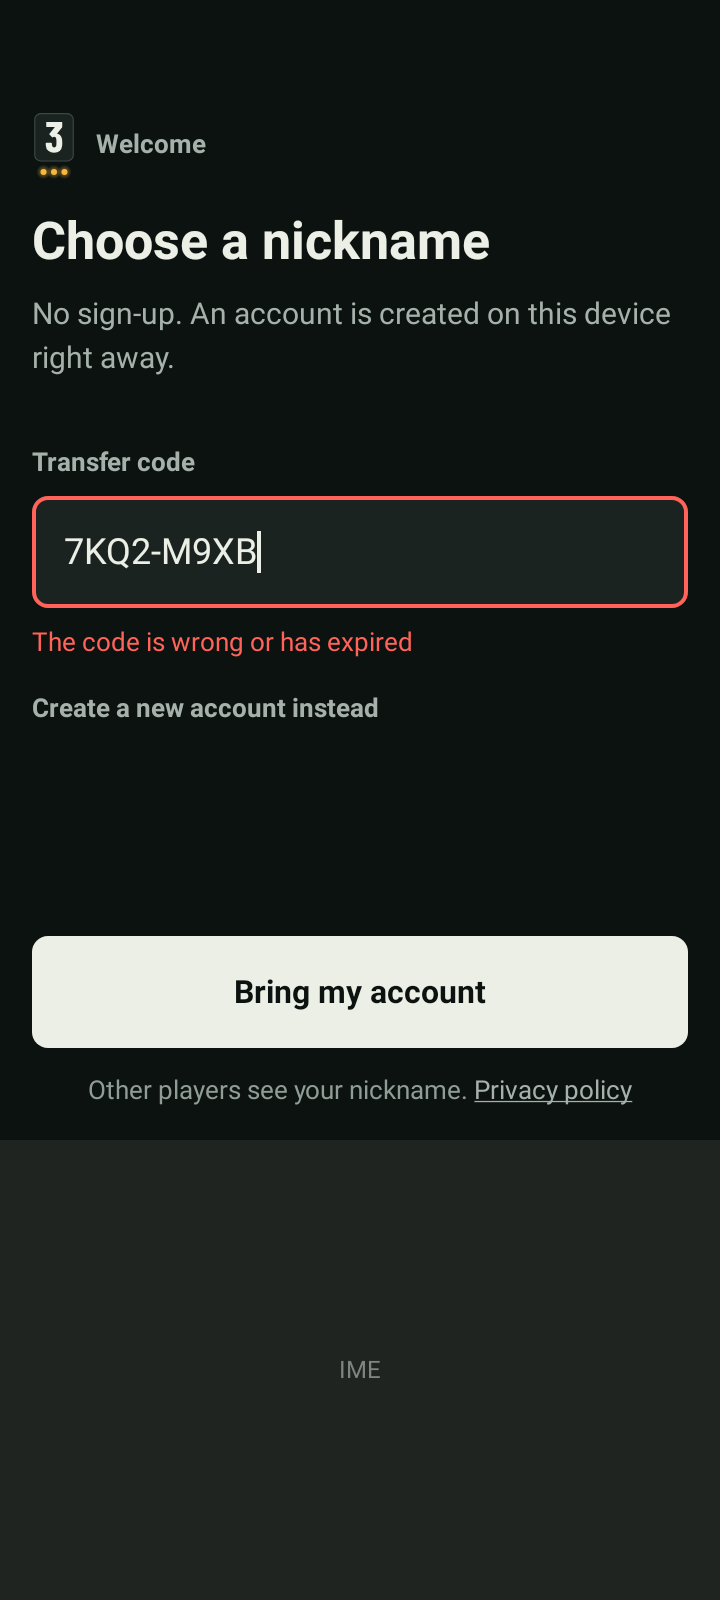 3
Welcome
Choose a nickname
No sign-up. An account is created on this device
right away.
Transfer code
7KQ2-M9XB
The code is wrong or has expired
Create a new account instead
Bring my account
Other players see your nickname. Privacy policy
IME